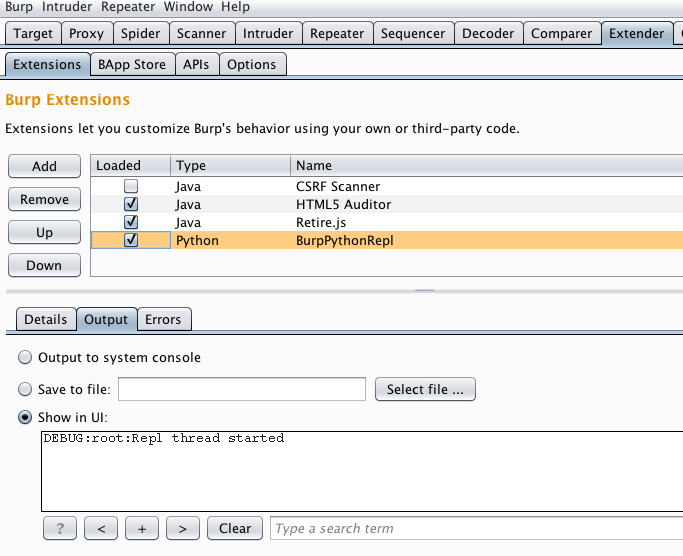 Burp Intruder Repeater Window Help
Target Proxy Spider Scanner Intruder Repeater Sequencer Decoder Comparer Extender
Extensions BApp Store APIs Options
Burp Extensions
Extensions let you customize Burp's behavior using your own or third-party code.
Add
Remove
Up
Down
Loaded Type Name
Java CSRF Scanner
Java HTML5 Auditor
Java Retire.js
Python BurpPythonRepl
Details Output Errors
Output to system console
Save to file: Select file ...
Show in UI:
DEBUG:root:Repl thread started
? < + > Clear Type a search term